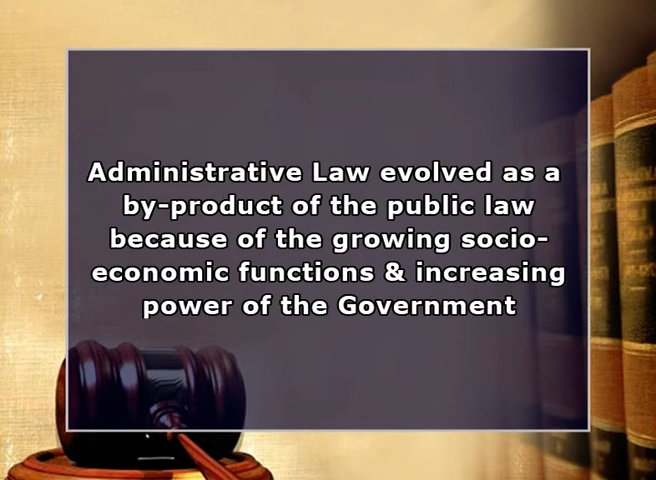 Administrative Law evolved as a
by-product of the public law
because of the growing socio-
economic functions & increasing
power of the Government